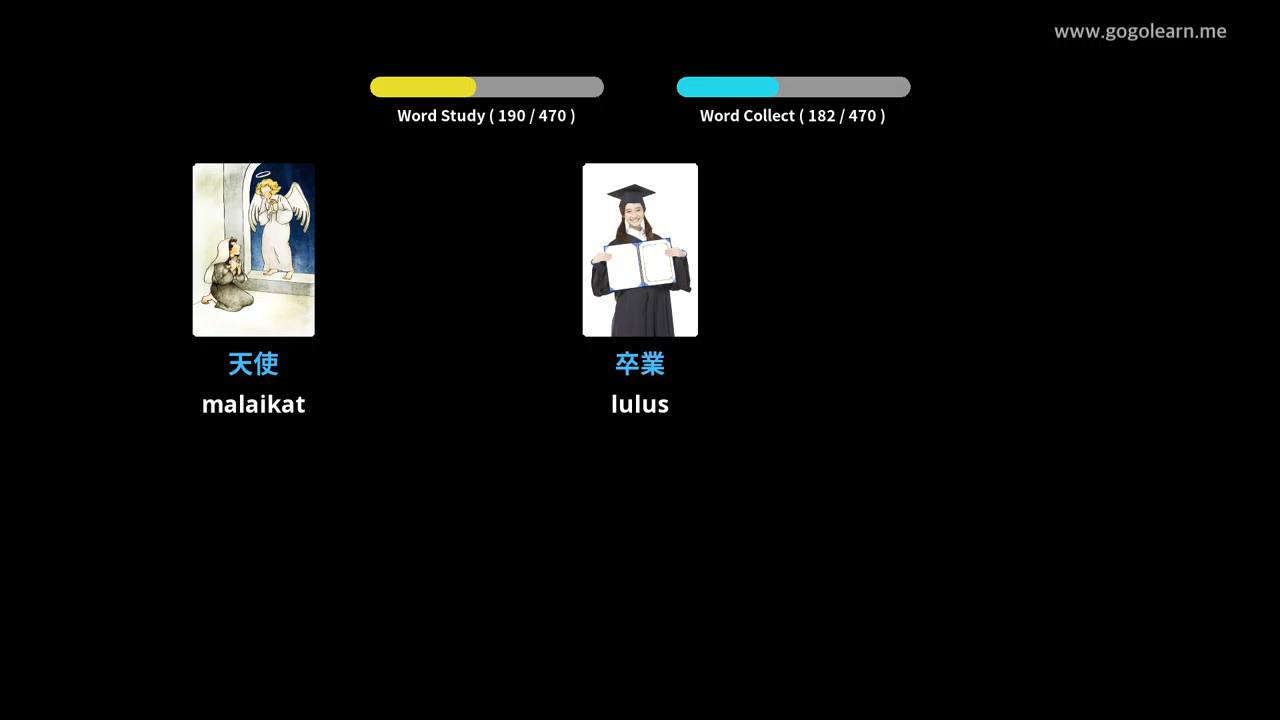 www.gogolearn.me
Word Study ( 190 / 470 )
Word Collect ( 182 / 470 )
天使
malaikat
卒業
lulus